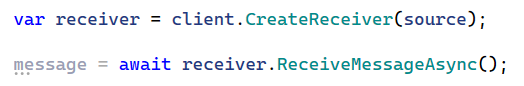 var receiver = client.CreateReceiver(source);
message = await receiver.ReceiveMessageAsync();